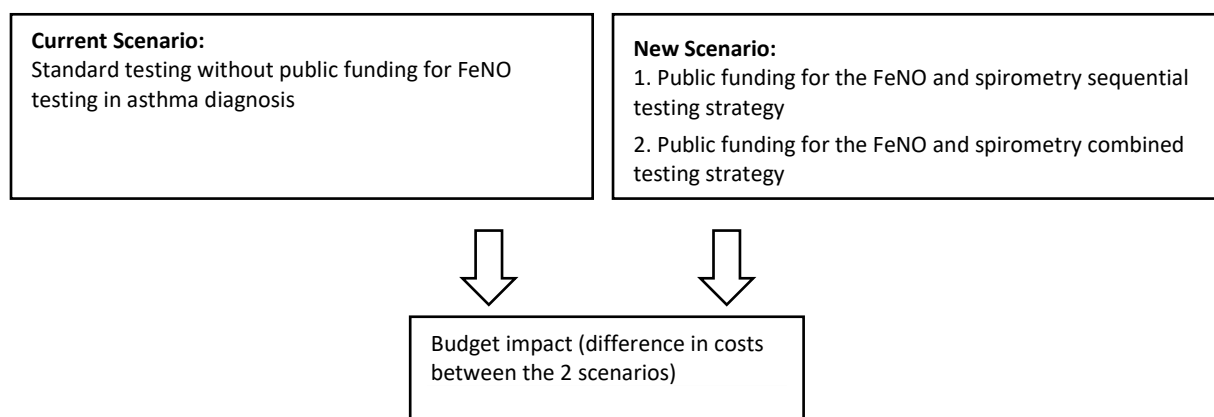 Current Scenario:
Standard testing without public funding for FeNO
testing in asthma diagnosis
New Scenario:
1. Public funding for the FeNO and spirometry sequential
testing strategy
2. Public funding for the FeNO and spirometry combined
testing strategy
Budget impact (difference in costs
between the 2 scenarios)